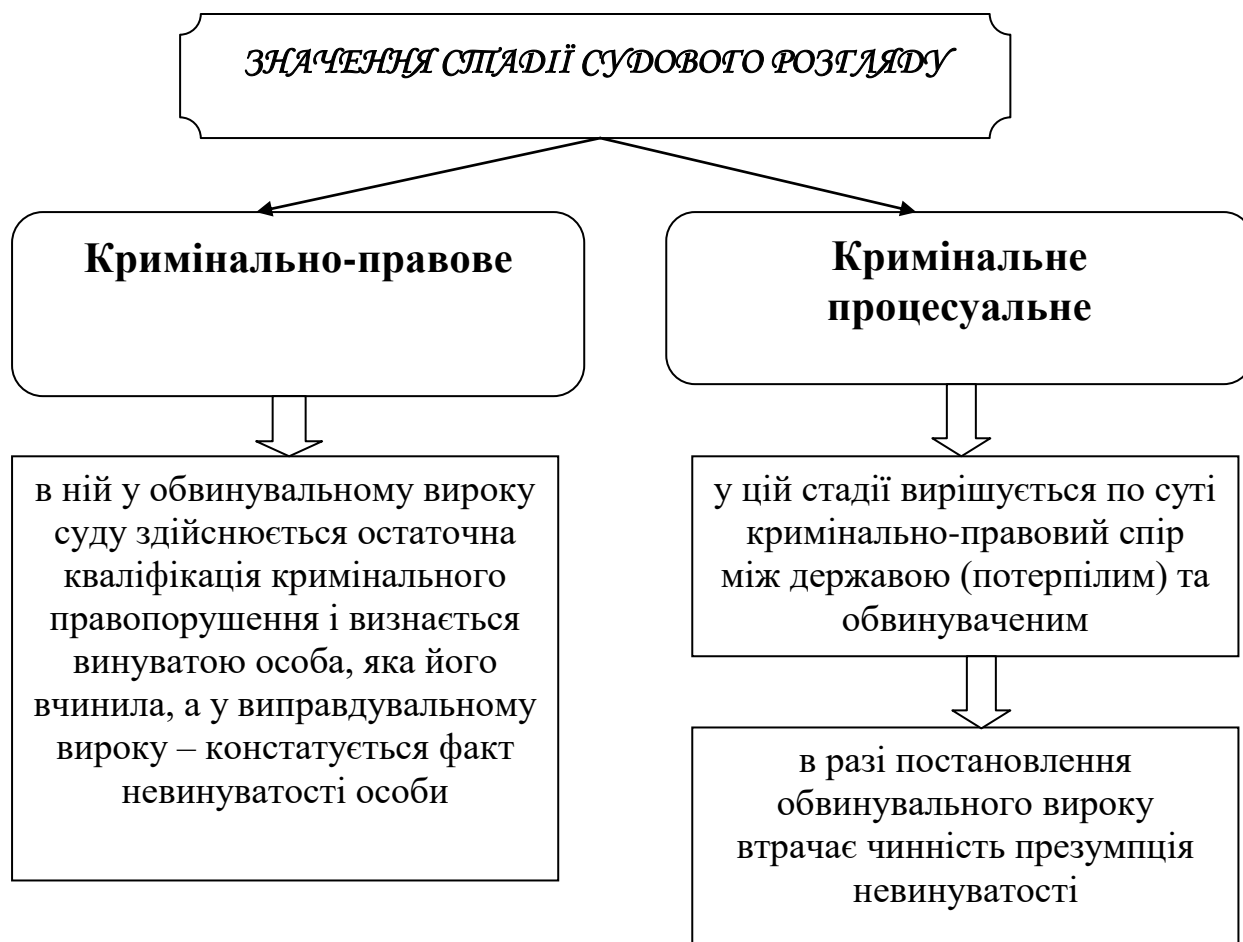 ЗНАЧЕННЯ СТАДІЇ СУДОВОГО РОЗГЛЯДУ
Кримінально-правове
в ній у обвинувальному вироку
суду здійснюється остаточна
кваліфікація кримінального
правопорушення і визнається
винуватою особа, яка його
вчинила, а у виправдувальному
вироку – констатується факт
невинуватості особи
Кримінальне
процесуальне
у цій стадії вирішується по суті
кримінально-правовий спір
між державою (потерпілим) та
обвинуваченим
в разі постановлення
обвинувального вироку
втрачає чинність презумпція
невинуватості